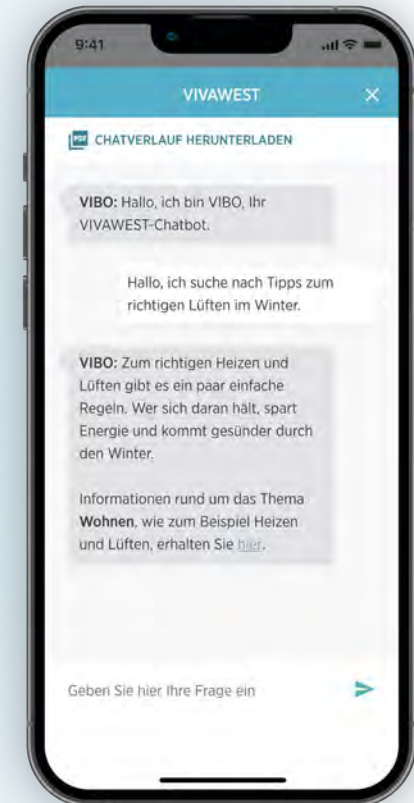 9:41
VIVAWEST
PDF CHATVERLAUF HERUNTERLADEN
VIBO: Hallo, ich bin VIBO, Ihr
VIVAWEST-Chatbot.
Hallo, ich suche nach Tipps zum
richtigen Lüften im Winter.
VIBO: Zum richtigen Heizen und
Lüften gibt es ein paar einfache
Regeln. Wer sich daran hält, spart
Energie und kommt gesünder durch
den Winter.
Informationen rund um das Thema
Wohnen, wie zum Beispiel Heizen
und Lüften, erhalten Sie hier.
Geben Sie hier Ihre Frage ein